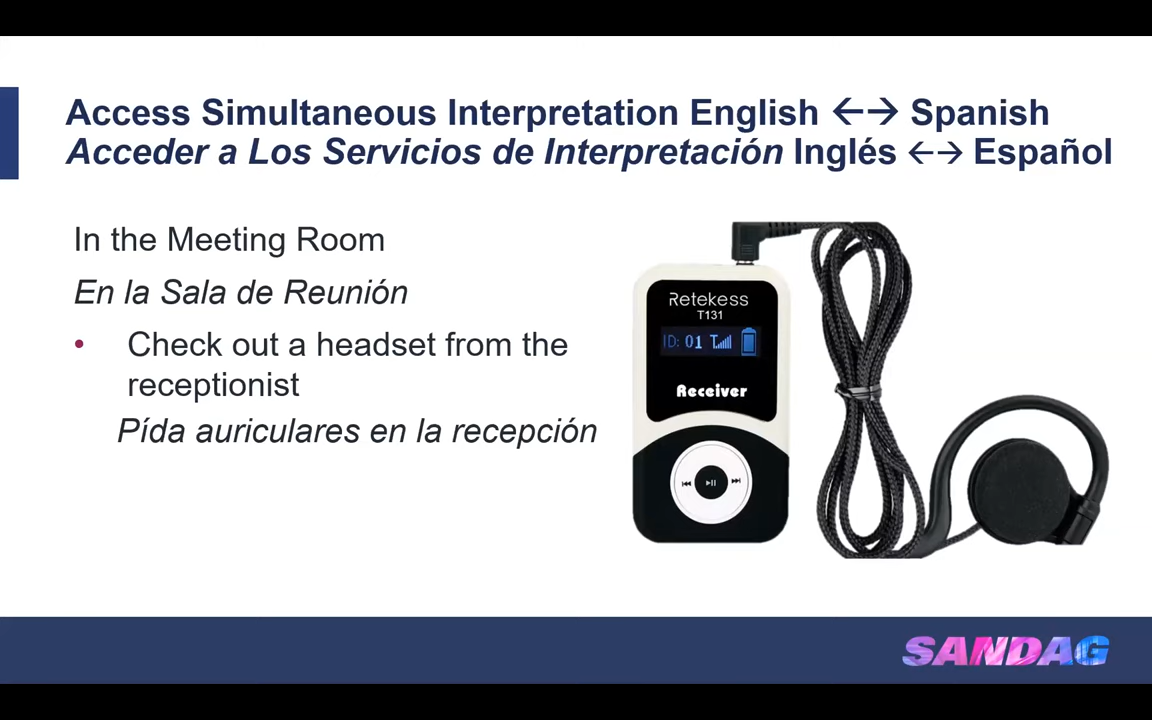 Access Simultaneous Interpretation English ←→ Spanish
Acceder a Los Servicios de Interpretación Inglés ←→ Español
In the Meeting Room
En la Sala de Reunión
• Check out a headset from the
receptionist
Pída auriculares en la recepción
Retekess
T131
ID: 01
Receiver
SANDAG